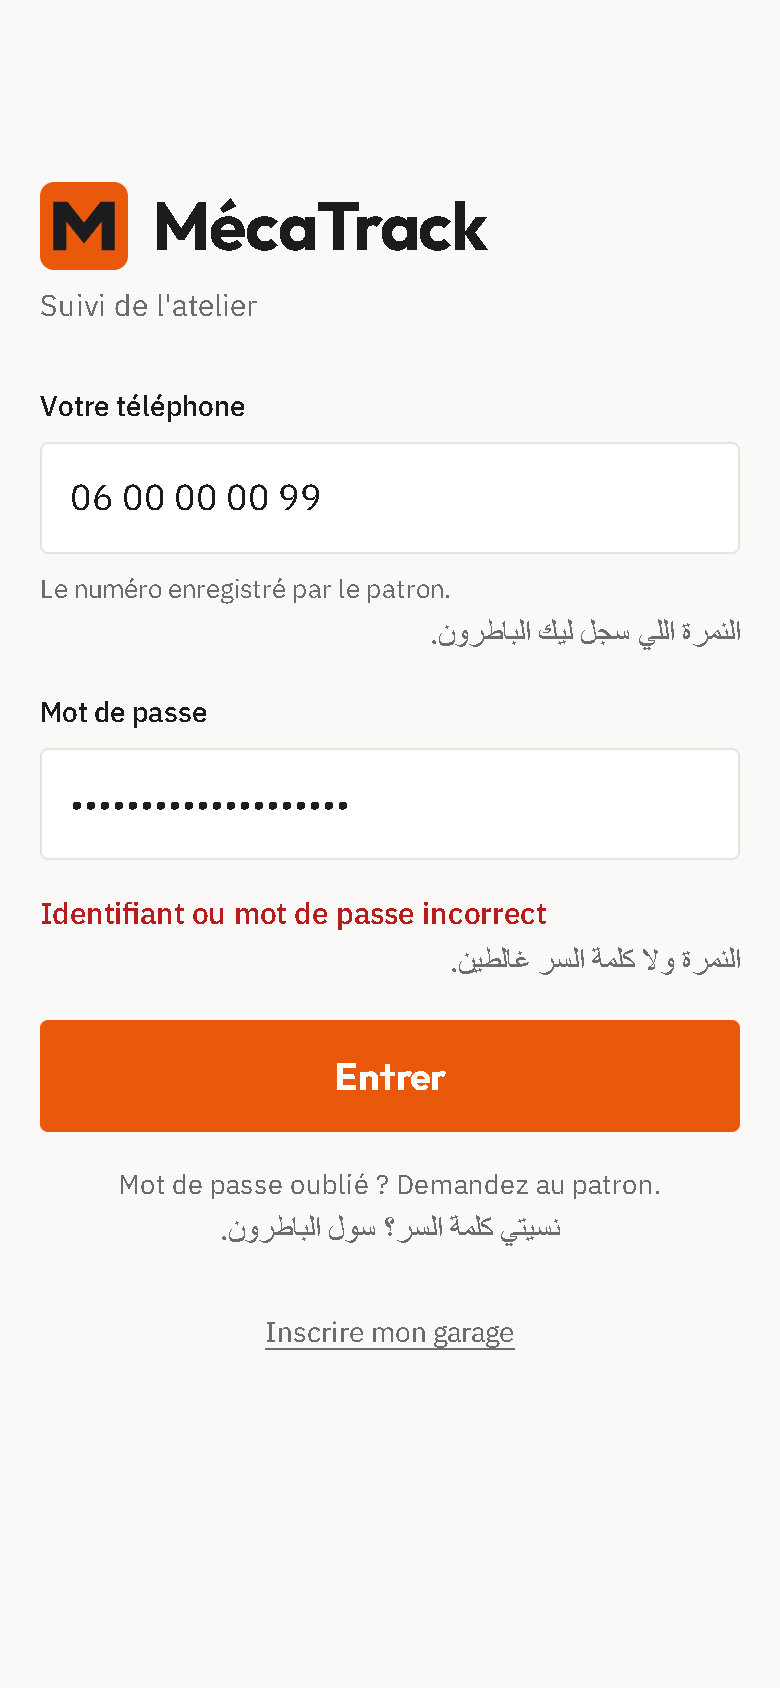 M MécaTrack
Suivi de l'atelier
Votre téléphone
06 00 00 00 99
Le numéro enregistré par le patron.
النمرة اللي سجل ليك الباطرون.
Mot de passe
••••••••••••••••••••
Identifiant ou mot de passe incorrect
النمرة ولا كلمة السر غالطين.
Entrer
Mot de passe oublié ? Demandez au patron.
نسيتي كلمة السر؟ سول الباطرون.
Inscrire mon garage